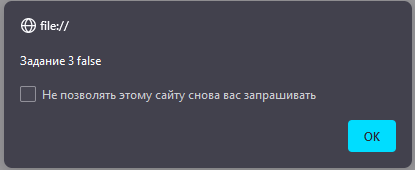 file://
Задание 3 false
Не позволять этому сайту снова вас запрашивать
OK